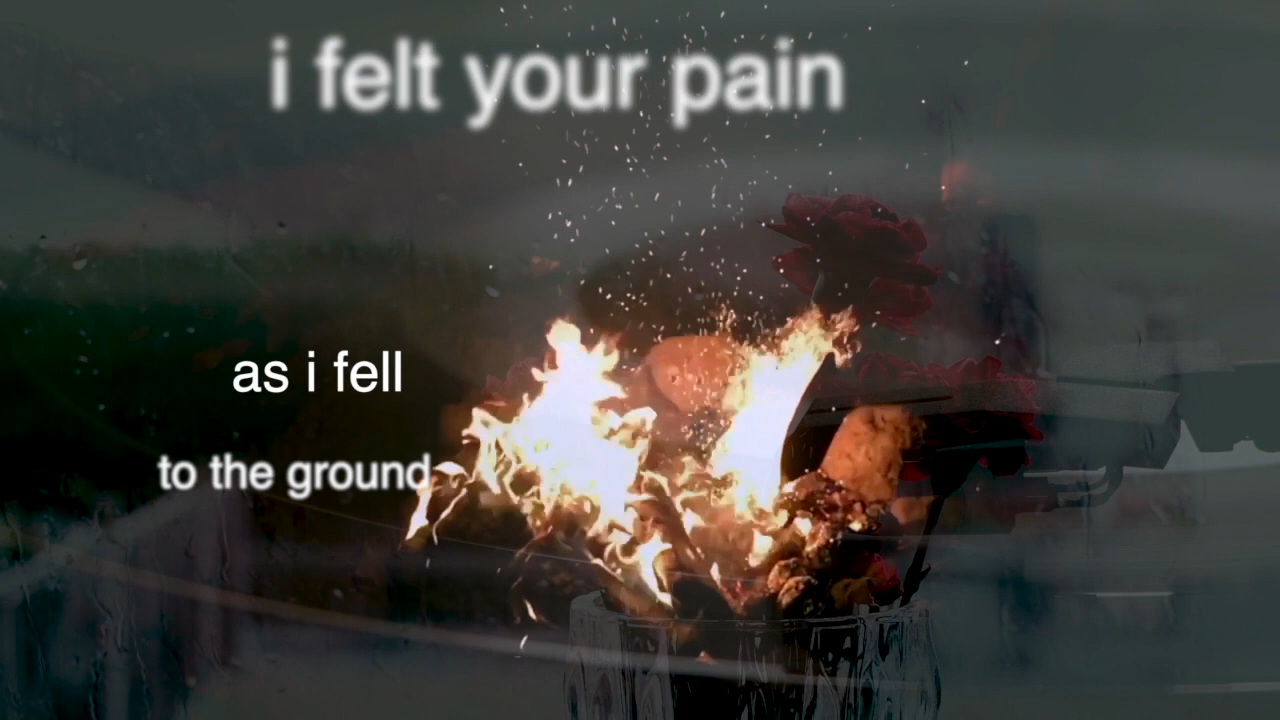 i felt your pain
as i fell
to the ground